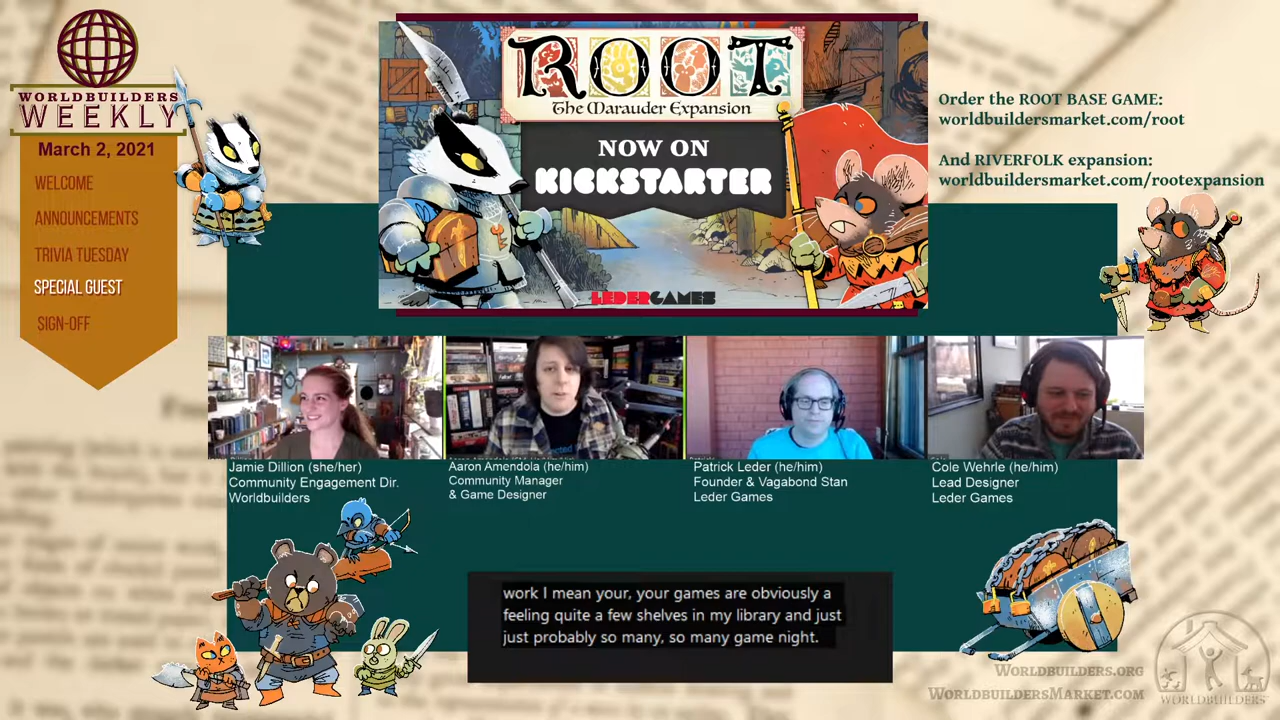 WORLDBUILDERS
WEEKLY
March 2, 2021
WELCOME
ANNOUNCEMENTS
TRIVIA TUESDAY
SPECIAL GUEST
SIGN-OFF
ROOT
The Marauder Expansion
NOW ON
KICKSTARTER
LEDERGAMES
Order the ROOT BASE GAME:
worldbuildersmarket.com/root
And RIVERFOLK expansion:
worldbuildersmarket.com/rootexpansion
Jamie Dillion (she/her)
Community Engagement Dir.
Worldbuilders
Aaron Amendola (he/him)
Community Manager
& Game Designer
Patrick Leder (he/him)
Founder & Vagabond Stan
Leder Games
Cole Wehrle (he/him)
Lead Designer
Leder Games
work I mean your, your games are obviously a
feeling quite a few shelves in my library and just
just probably so many, so many game night.
WORLDBUILDERS.ORG
WORLDBUILDERSMARKET.COM
WORLDBUILDERS